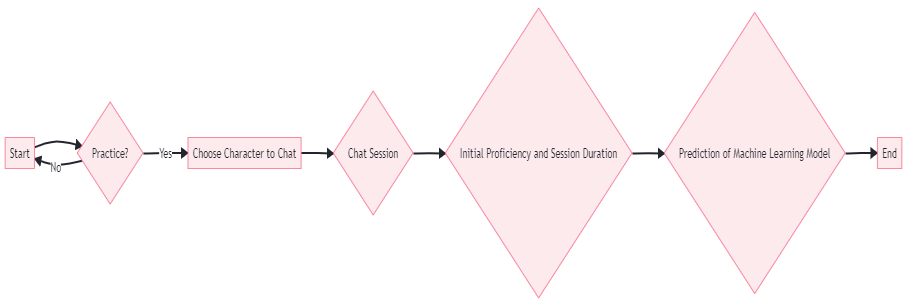 Start
No
Practice?
Yes
Choose Character to Chat
Chat Session
Initial Proficiency and Session Duration
Prediction of Machine Learning Model
End